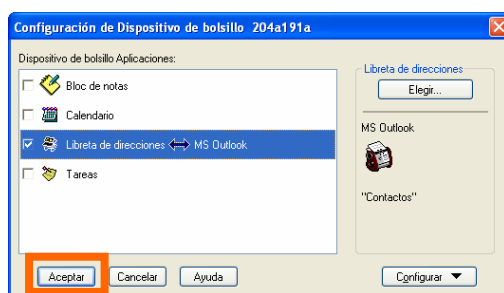 Configuración de Dispositivo de bolsillo 204a191a
Dispositivo de bolsillo Aplicaciones:
Bloc de notas
Calendario
Libreta de direcciones MS Outlook
Tareas
Libreta de direcciones
Elegir...
MS Outlook
"Contactos"
Aceptar Cancelar Ayuda Configurar